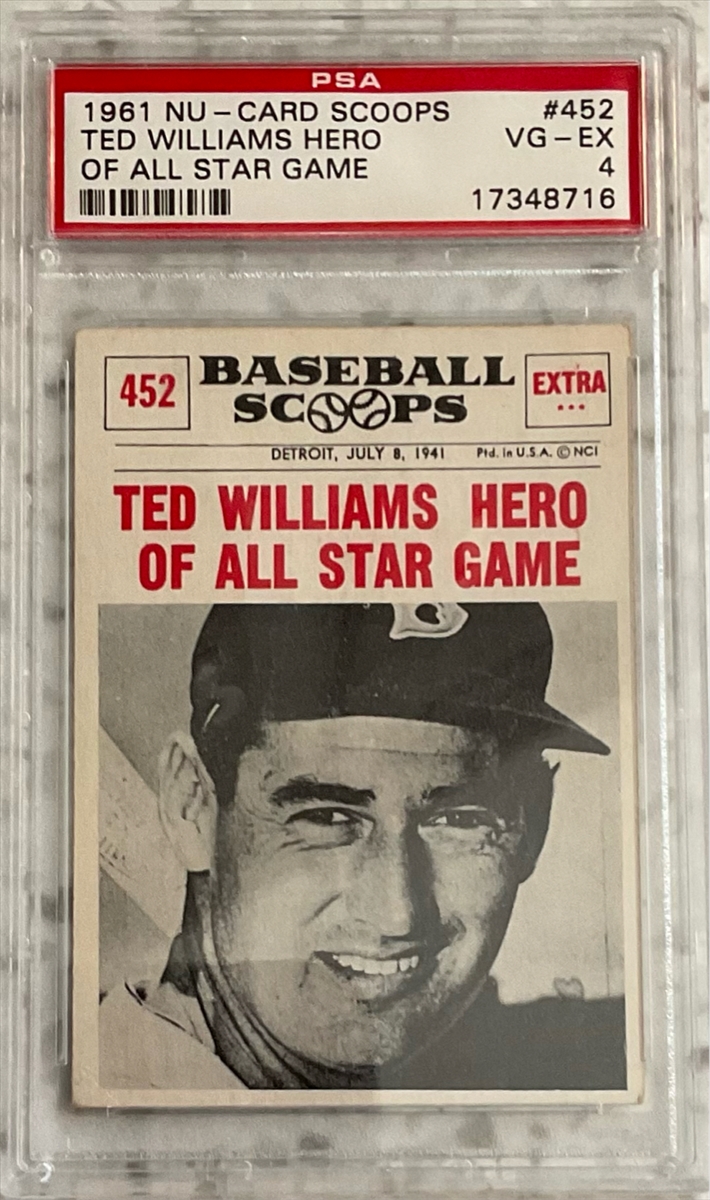 PSA
1961 NU-CARD SCOOPS #452
TED WILLIAMS HERO VG-EX
OF ALL STAR GAME 4
17348716
452 BASEBALL EXTRA
SCOOPS ...
DETROIT, JULY 8, 1941 Ptd. in U.S.A. © NCI
TED WILLIAMS HERO
OF ALL STAR GAME
B